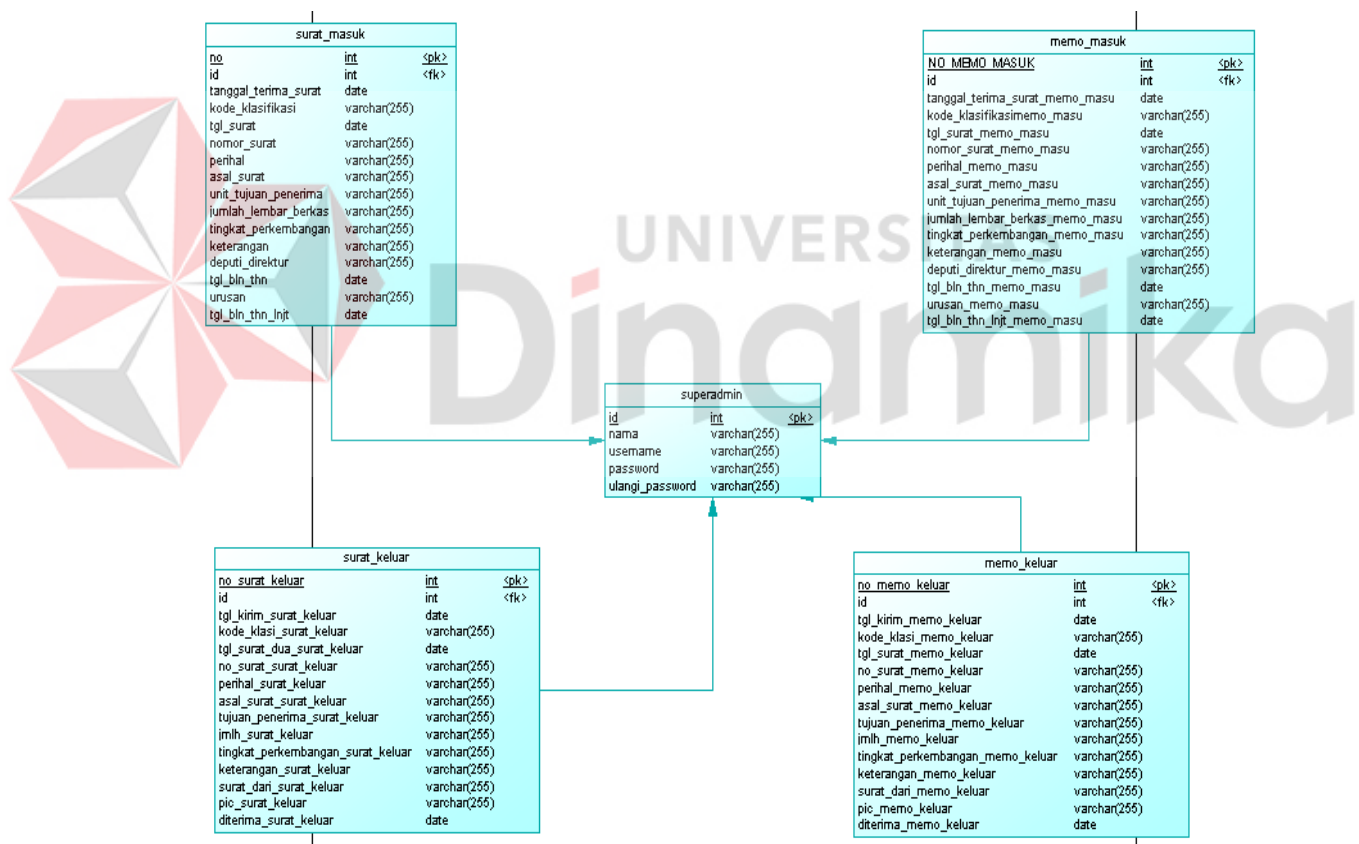 surat_masuk
no int <pk>
id int <fk>
tanggal_terima_surat date
kode_klasifikasi varchar(255)
tgl_surat date
nomor_surat varchar(255)
perihal varchar(255)
asal_surat varchar(255)
unit_tujuan_penerima varchar(255)
jumlah_lembar_berkas varchar(255)
tingkat_perkembangan varchar(255)
keterangan varchar(255)
deputi_direktur varchar(255)
tgl_bln_thn date
urusan varchar(255)
tgl_bln_thn_lnjt date
memo_masuk
NO_MEMO_MASUK int <pk>
id int <fk>
tanggal_terima_surat_memo_masu date
kode_klasifikasimemo_masu varchar(255)
tgl_surat_memo_masu date
nomor_surat_memo_masu varchar(255)
perihal_memo_masu varchar(255)
asal_surat_memo_masu varchar(255)
unit_tujuan_penerima_memo_masu varchar(255)
jumlah_lembar_berkas_memo_masu varchar(255)
tingkat_perkembangan_memo_masu varchar(255)
keterangan_memo_masu varchar(255)
deputi_direktur_memo_masu varchar(255)
tgl_bln_thn_memo_masu date
urusan_memo_masu varchar(255)
tgl_bln_thn_lnjt_memo_masu date
UNIVERSITAS
Dinamika
superadmin
id int <pk>
nama varchar(255)
username varchar(255)
password varchar(255)
ulangi_password varchar(255)
surat_keluar
no_surat_keluar int <pk>
id int <fk>
tgl_kirim_surat_keluar date
kode_klasi_surat_keluar varchar(255)
tgl_surat_dua_surat_keluar date
no_surat_surat_keluar varchar(255)
perihal_surat_keluar varchar(255)
asal_surat_surat_keluar varchar(255)
tujuan_penerima_surat_keluar varchar(255)
jmlh_surat_keluar varchar(255)
tingkat_perkembangan_surat_keluar varchar(255)
keterangan_surat_keluar varchar(255)
surat_dari_surat_keluar varchar(255)
pic_surat_keluar varchar(255)
diterima_surat_keluar date
memo_keluar
no_memo_keluar int <pk>
id int <fk>
tgl_kirim_memo_keluar date
kode_klasi_memo_keluar varchar(255)
tgl_surat_memo_keluar date
no_surat_memo_keluar varchar(255)
perihal_memo_keluar varchar(255)
asal_surat_memo_keluar varchar(255)
tujuan_penerima_memo_keluar varchar(255)
jmlh_memo_keluar varchar(255)
tingkat_perkembangan_memo_keluar varchar(255)
keterangan_memo_keluar varchar(255)
surat_dari_memo_keluar varchar(255)
pic_memo_keluar varchar(255)
diterima_memo_keluar date